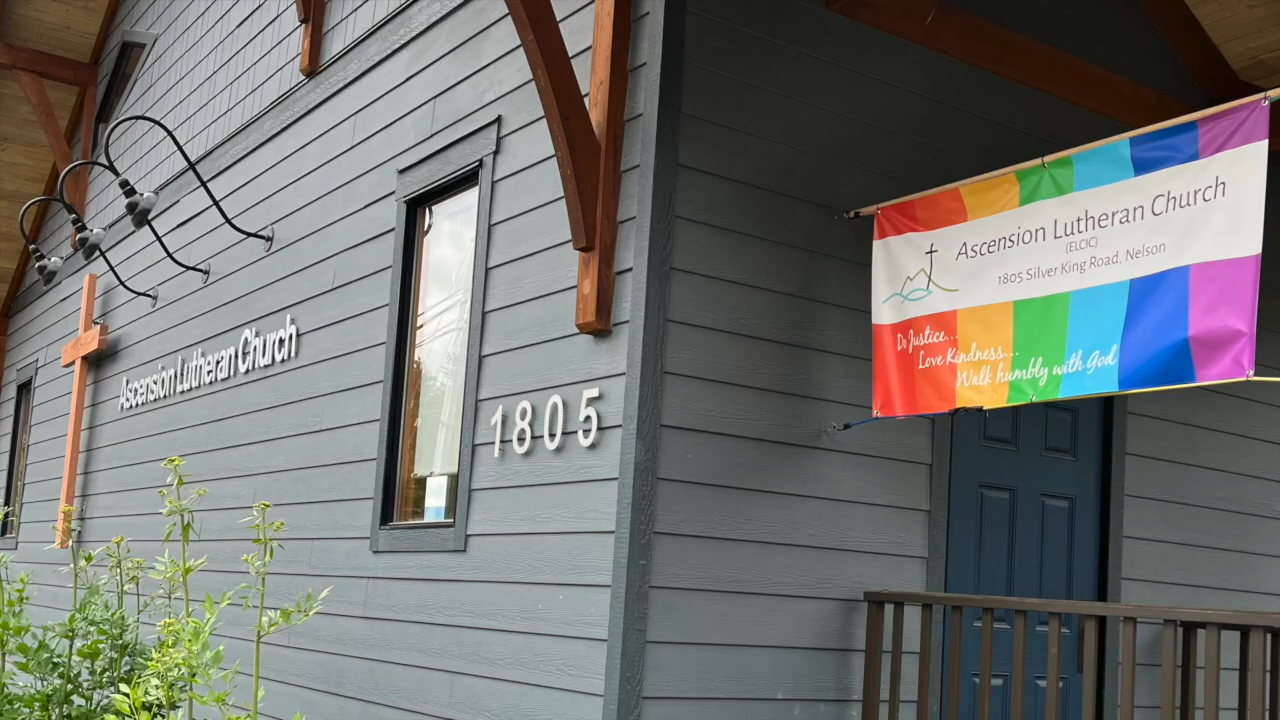 Ascension Lutheran Church
1805
Ascension Lutheran Church
(ELCIC)
1805 Silver King Road, Nelson
Do Justice...
Love Kindness...
Walk humbly with God